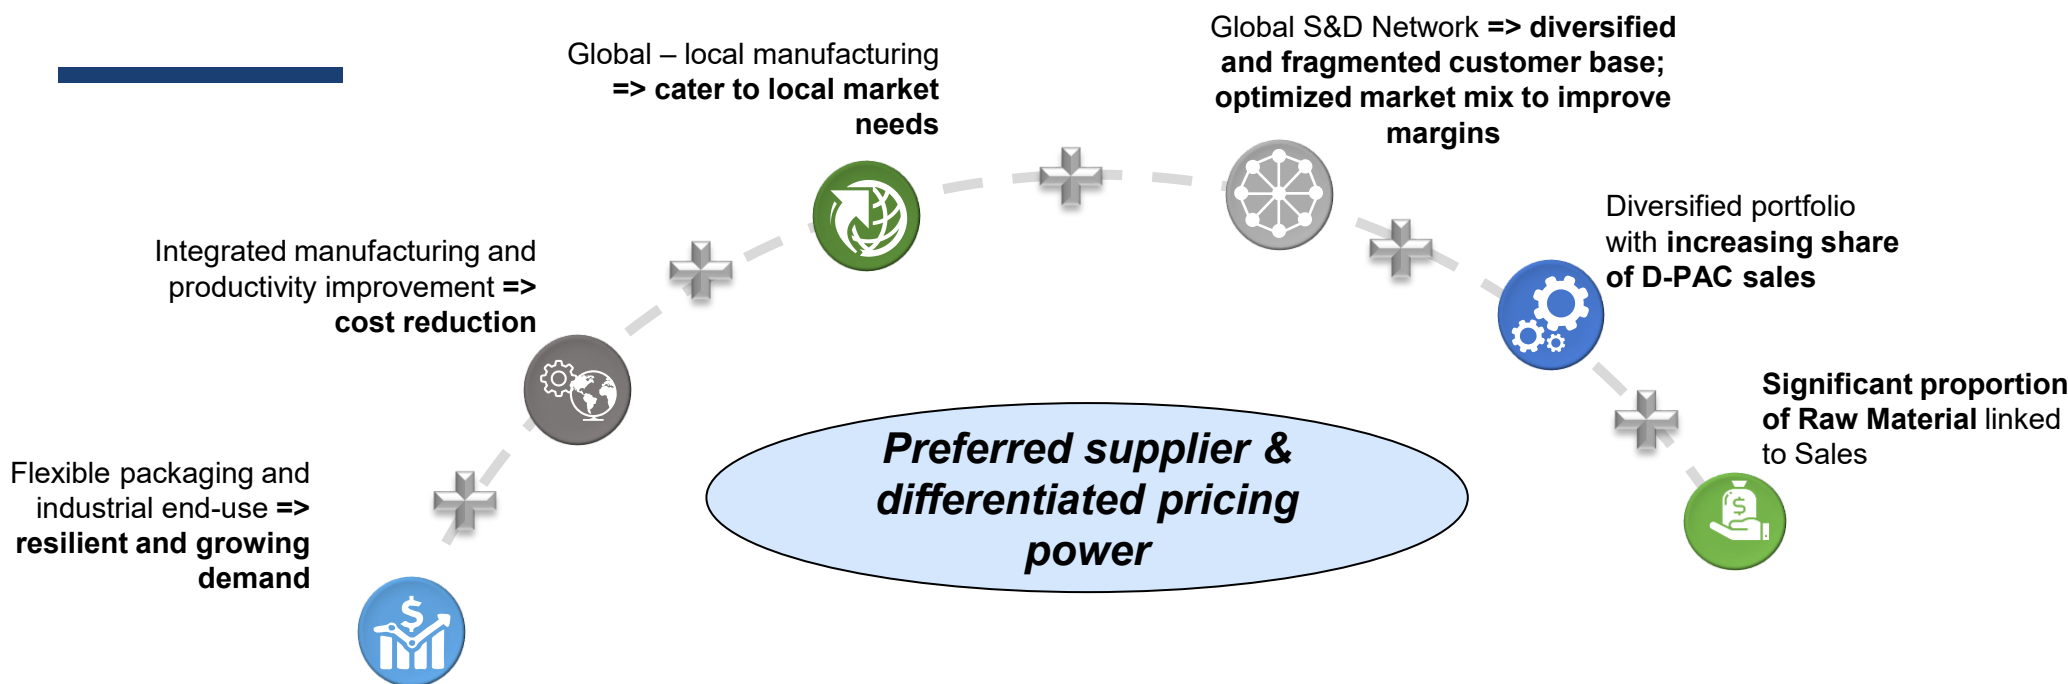 Flexible packaging and
industrial end-use =>
resilient and growing
demand
Integrated manufacturing and
productivity improvement =>
cost reduction
Global – local manufacturing
=> cater to local market
needs
Global S&D Network => diversified
and fragmented customer base;
optimized market mix to improve
margins
Diversified portfolio
with increasing share
of D-PAC sales
Significant proportion
of Raw Material linked
to Sales
Preferred supplier &
differentiated pricing
power
$
$